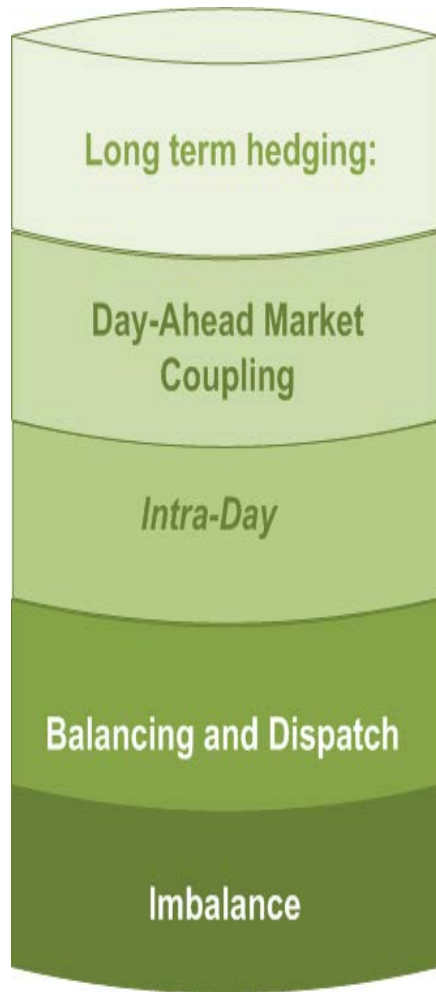 Long term hedging:
Day-Ahead Market
Coupling
Intra-Day
Balancing and Dispatch
Imbalance